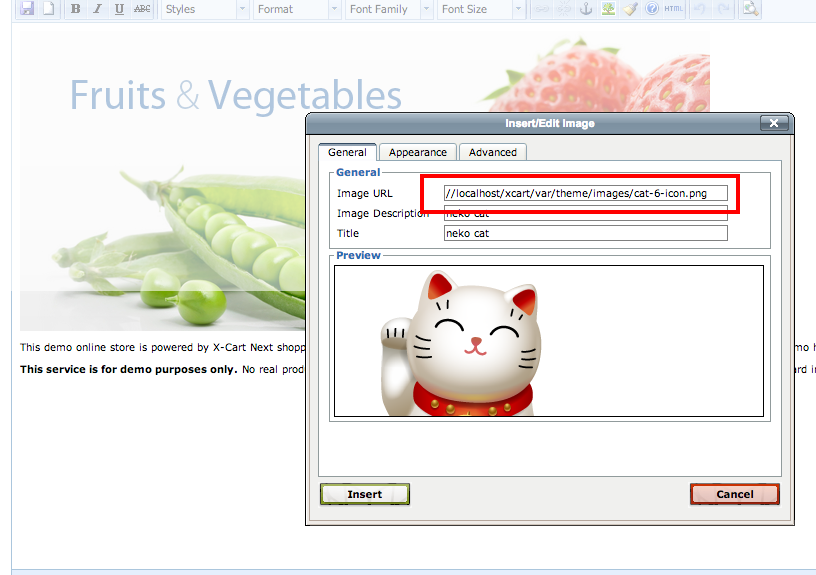 B I U ABC Styles Format Font Family Font Size HTML
Fruits & Vegetables
Insert/Edit Image
General Appearance Advanced
General
Image URL //localhost/xcart/var/theme/images/cat-6-icon.png
Image Description neko cat
Title neko cat
Preview
This demo online store is powered by X-Cart Next shopp
mo h
This service is for demo purposes only. No real prod
ard i
Insert Cancel